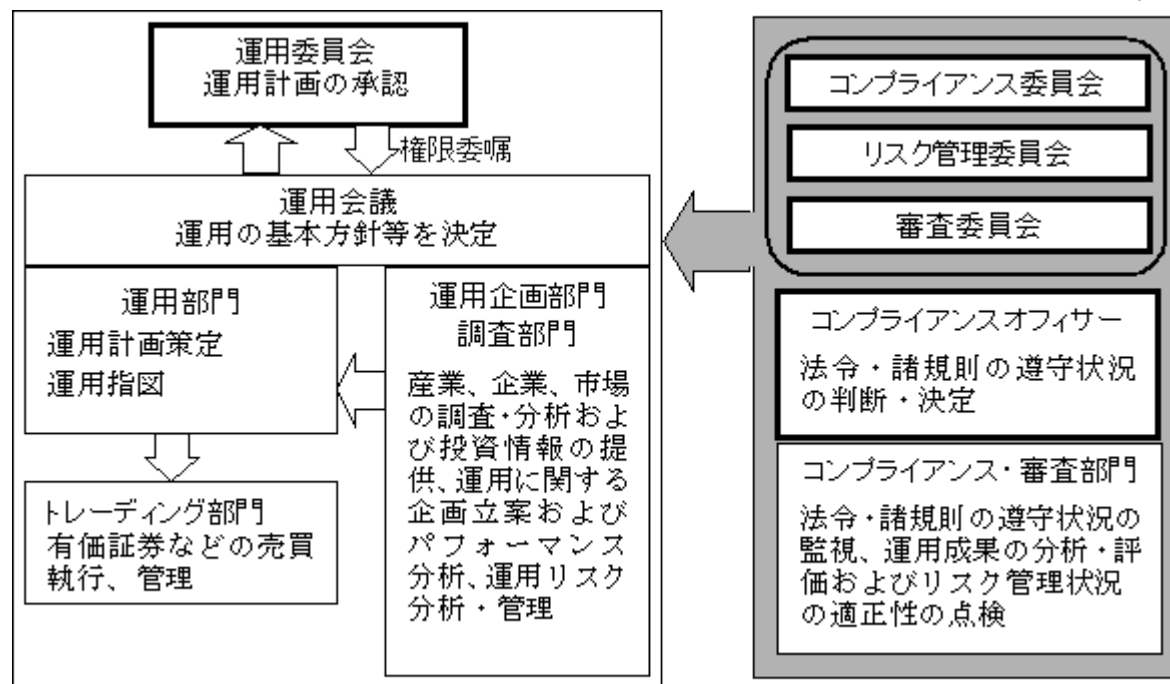 運用委員会
運用計画の承認
権限委嘱
運用会議
運用の基本方針等を決定
運用部門
運用計画策定
運用指図
運用企画部門
調査部門
産業、企業、市場
の調査・分析およ
び投資情報の提
供、運用に関する
企画立案および
パフォーマンス
分析、運用リスク
分析・管理
トレーディング部門
有価証券などの売買
執行、管理
コンプライアンス委員会
リスク管理委員会
審査委員会
コンプライアンスオフィサー
法令・諸規則の遵守状況
の判断・決定
コンプライアンス・審査部門
法令・諸規則の遵守状況の
監視、運用成果の分析・評
価およびリスク管理状況
の適正性の点検